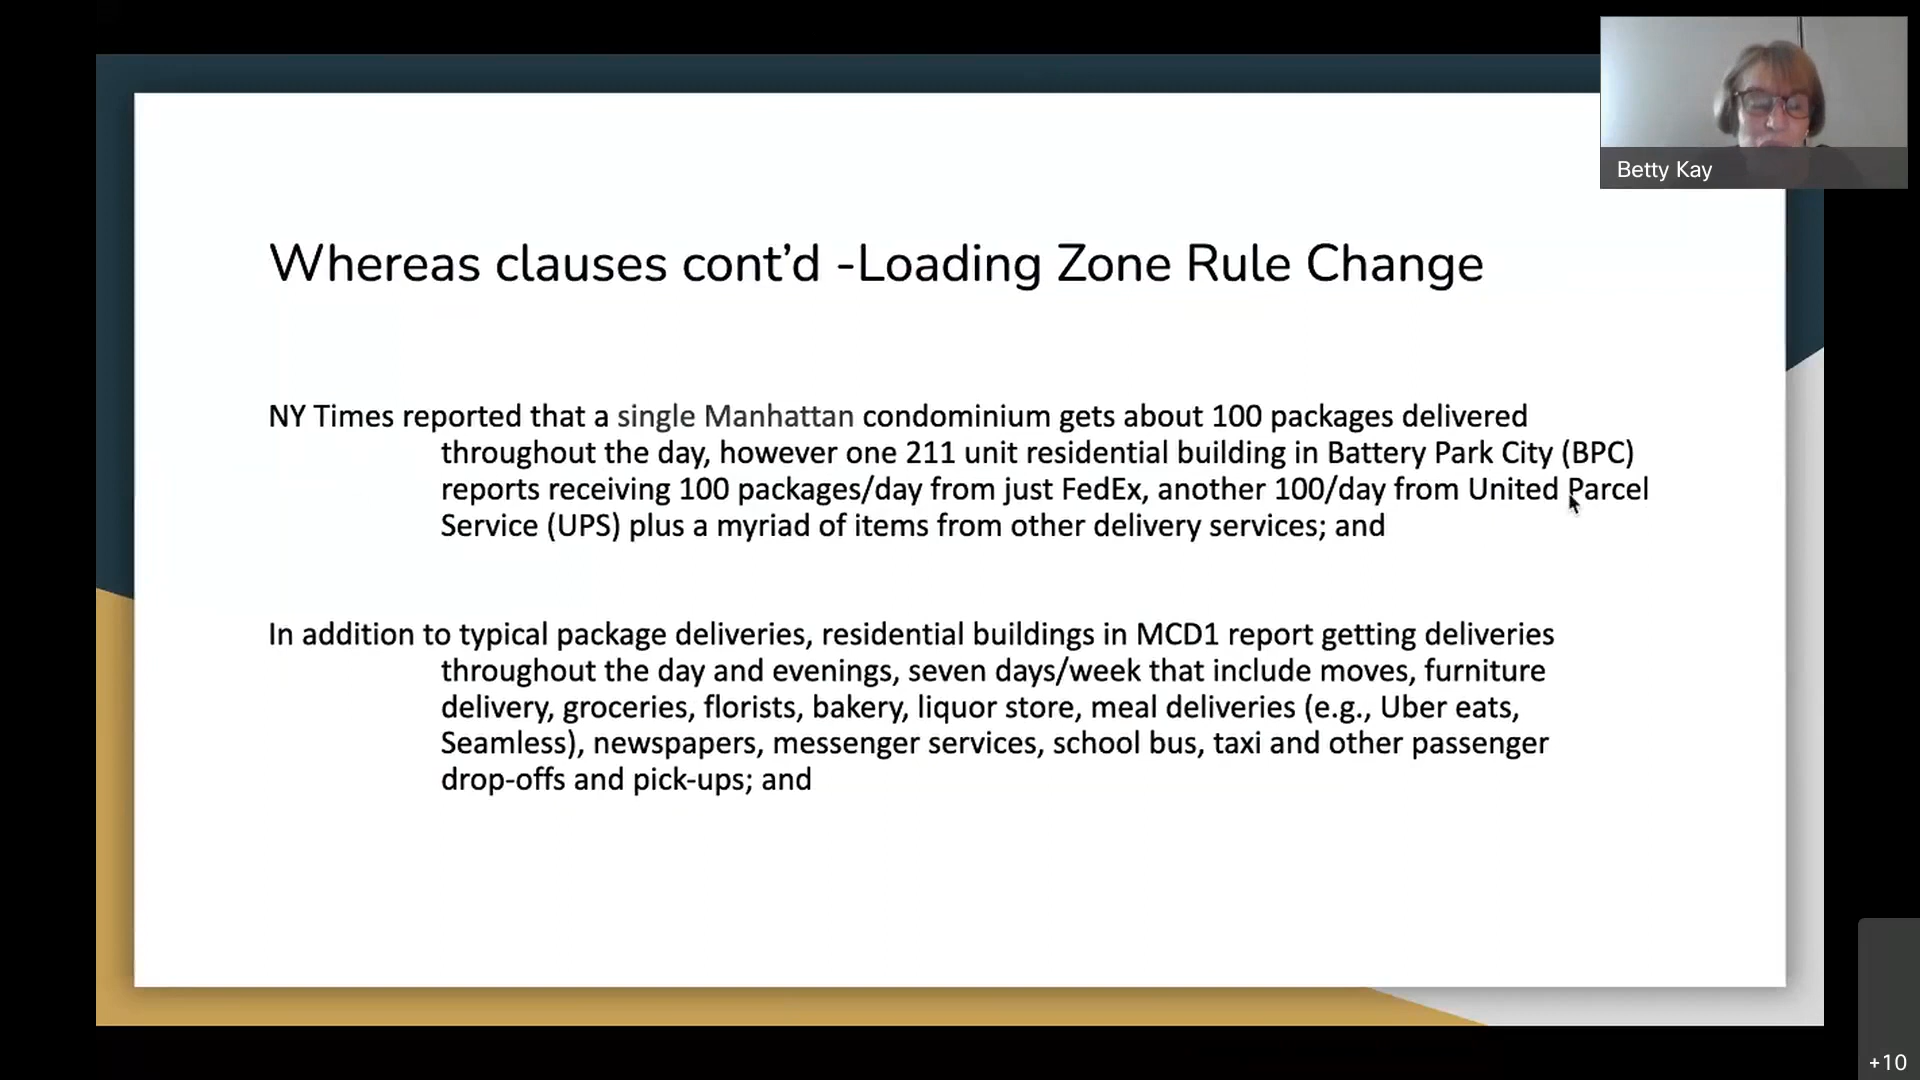 Betty Kay
Whereas clauses cont’d -Loading Zone Rule Change
NY Times reported that a single Manhattan condominium gets about 100 packages delivered
throughout the day, however one 211 unit residential building in Battery Park City (BPC)
reports receiving 100 packages/day from just FedEx, another 100/day from United Parcel
Service (UPS) plus a myriad of items from other delivery services; and
In addition to typical package deliveries, residential buildings in MCD1 report getting deliveries
throughout the day and evenings, seven days/week that include moves, furniture
delivery, groceries, florists, bakery, liquor store, meal deliveries (e.g., Uber eats,
Seamless), newspapers, messenger services, school bus, taxi and other passenger
drop-offs and pick-ups; and
+10